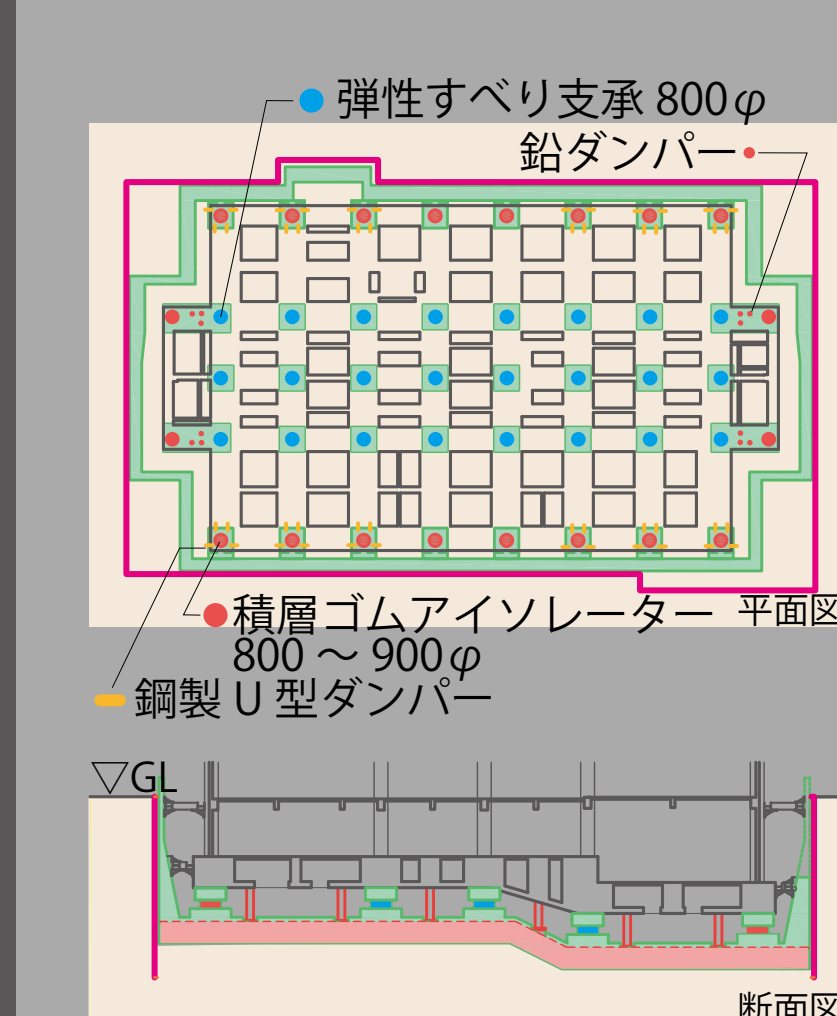 弾性すべり支承 800φ
鉛ダンパー
積層ゴムアイソレーター
800 ～ 900φ
平面図
鋼製 U 型ダンパー
▽GL
断面図